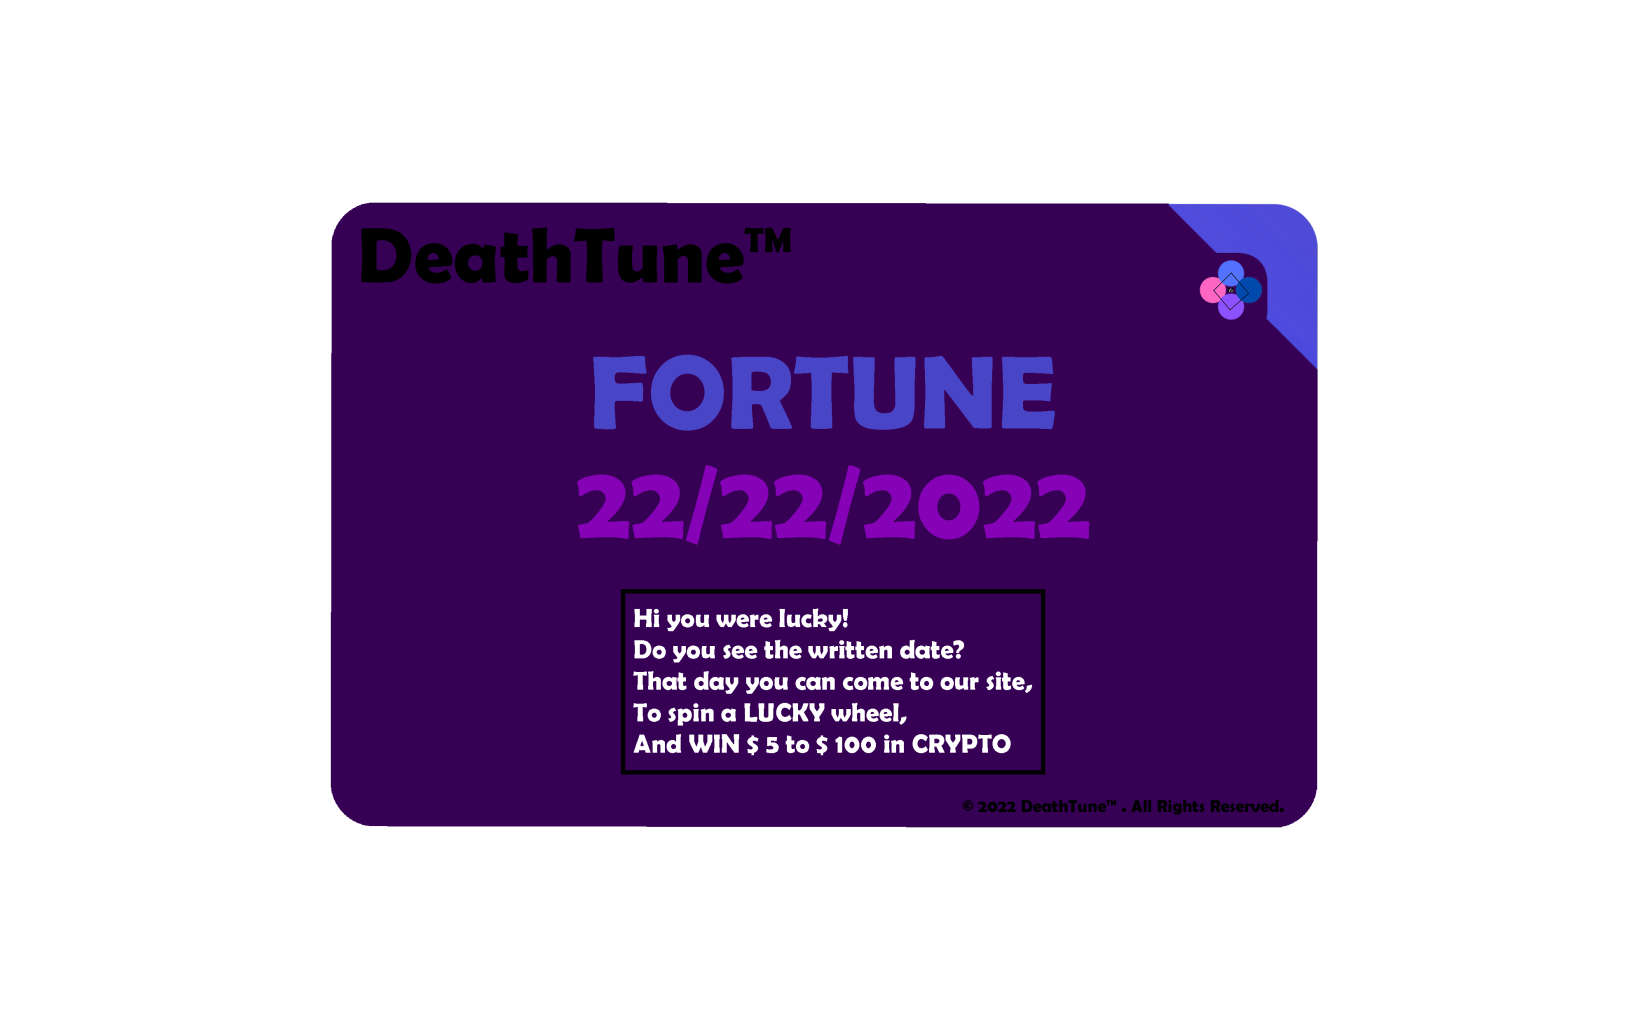 DeathTune™
FORTUNE
22/22/2022
Hi you were lucky!
Do you see the written date?
That day you can come to our site,
To spin a LUCKY wheel,
And WIN $ 5 to $ 100 in CRYPTO
© 2022 DeathTune™ . All Rights Reserved.